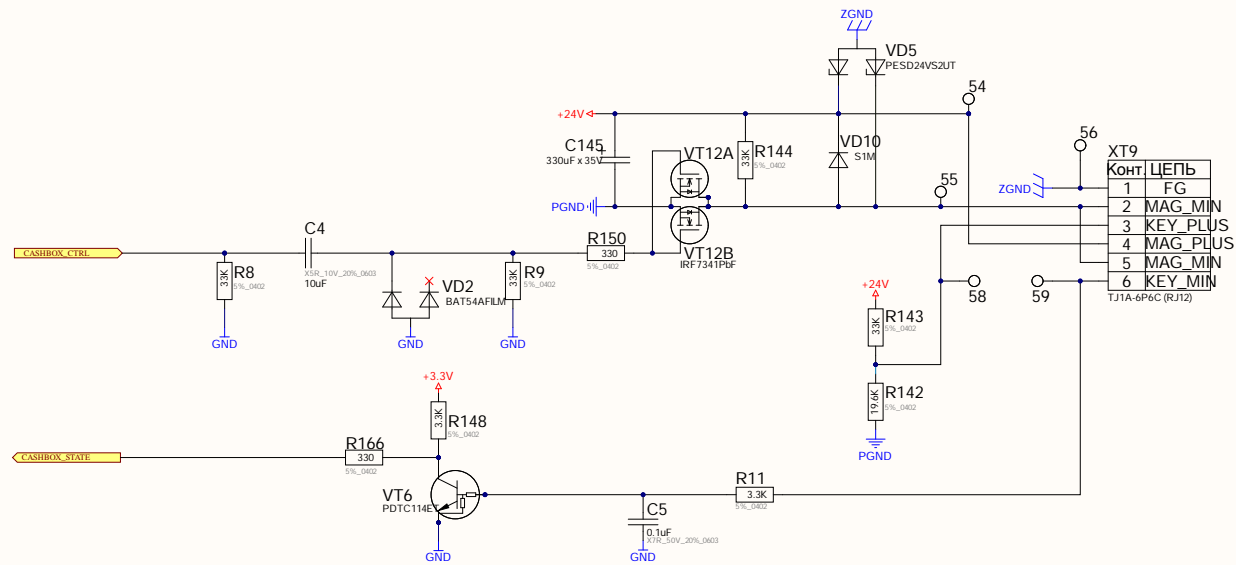 ZGND
VD5
PESD24VS2UT
54
+24V
C145
+
330uF x 35V
VT12A
33K
R144
5%_0402
VD10
S1M
56
XT9
Конт. ЦЕПЬ
ZGND
1 FG
55
PGND
2 MAG_MIN
3 KEY_PLUS
4 MAG_PLUS
5 MAG_MIN
6 KEY_MIN
TJ1A-6P6C (RJ12)
VT12B
IRF7341PbF
CASHBOX_CTRL
C4
X5R_10V_20%_0603
10uF
R150
330
5%_0402
33K
R8
5%_0402
VD2
BAT54AFILM
33K
R9
5%_0402
58
59
+24V
GND
GND
GND
33K
R143
5%_0402
19.6K
R142
5%_0402
PGND
+3.3V
3.3K
R148
5%_0402
CASHBOX_STATE
R166
330
5%_0402
VT6
PDTC114ET
R11
3.3K
5%_0402
C5
0.1uF
X7R_50V_20%_0603
GND
GND